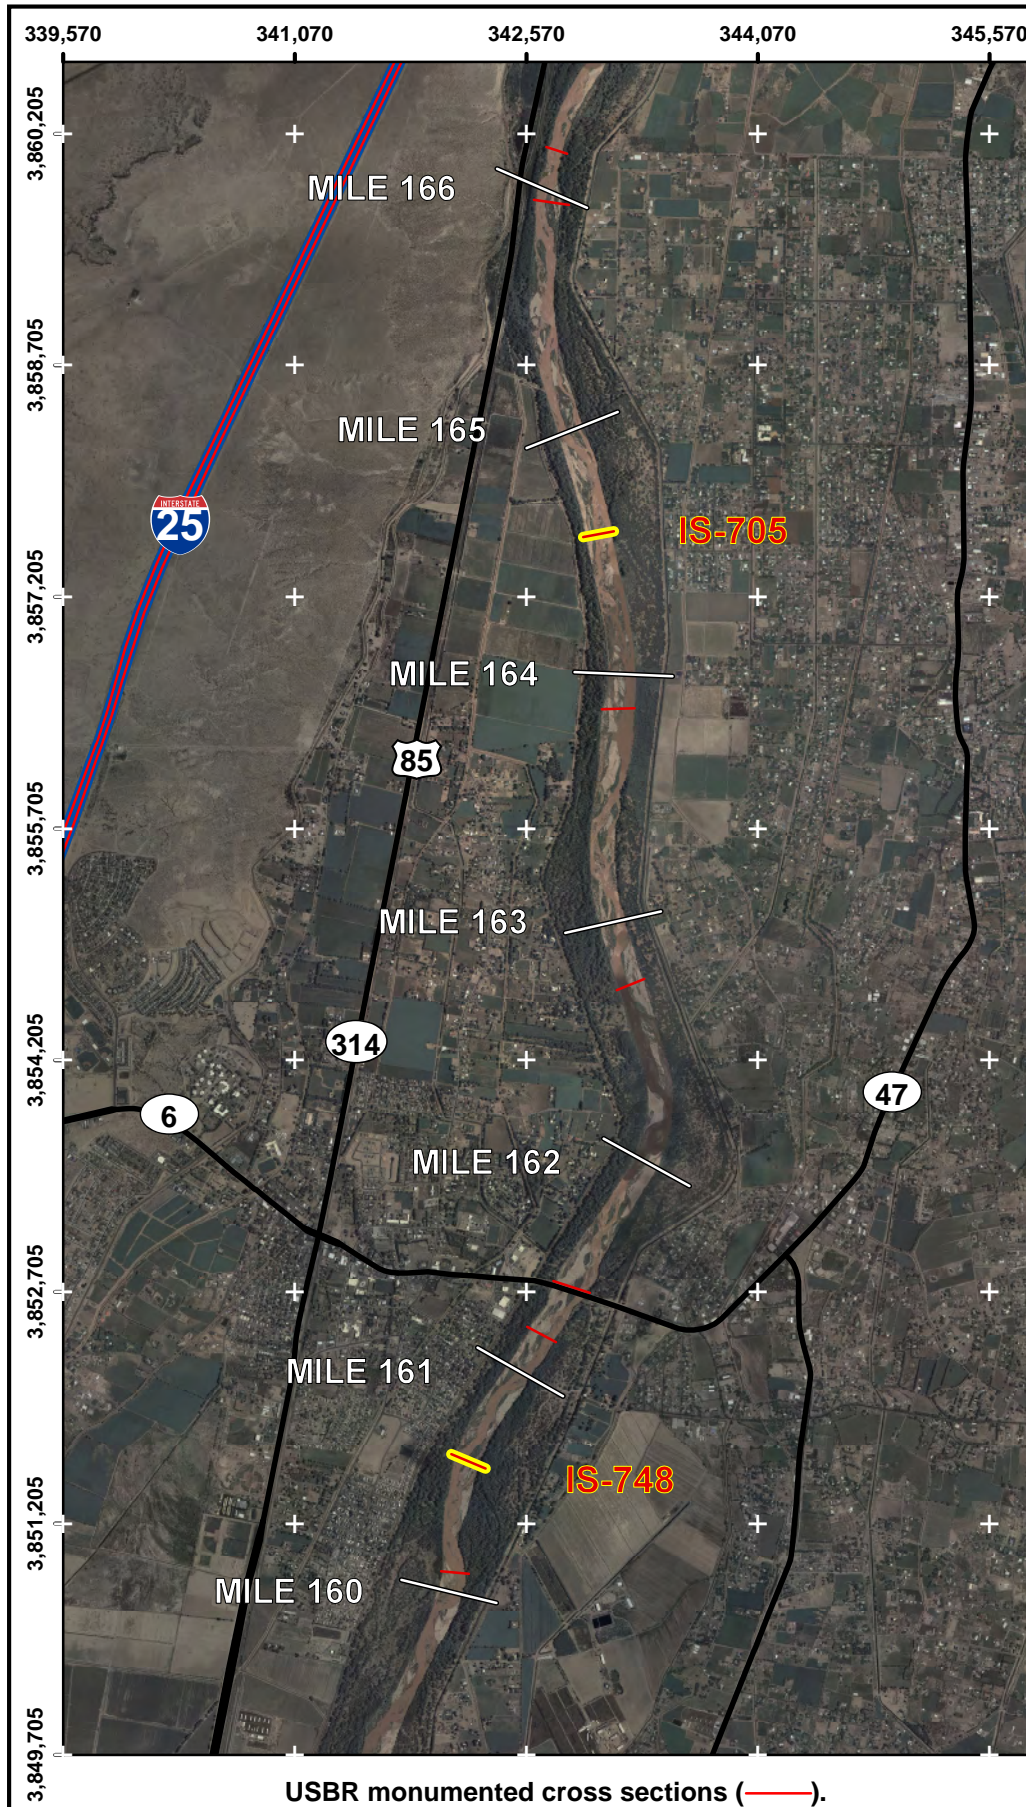 339,570 341,070 342,570 344,070 345,570
3,860,205
MILE 166
3,858,705
MILE 165
INTERSTATE
25
IS-705
3,857,205
MILE 164
85
3,855,705
MILE 163
314
3,854,205
47
6
MILE 162
3,852,705
MILE 161
IS-748
3,851,205
MILE 160
3,849,705
USBR monumented cross sections ( ).